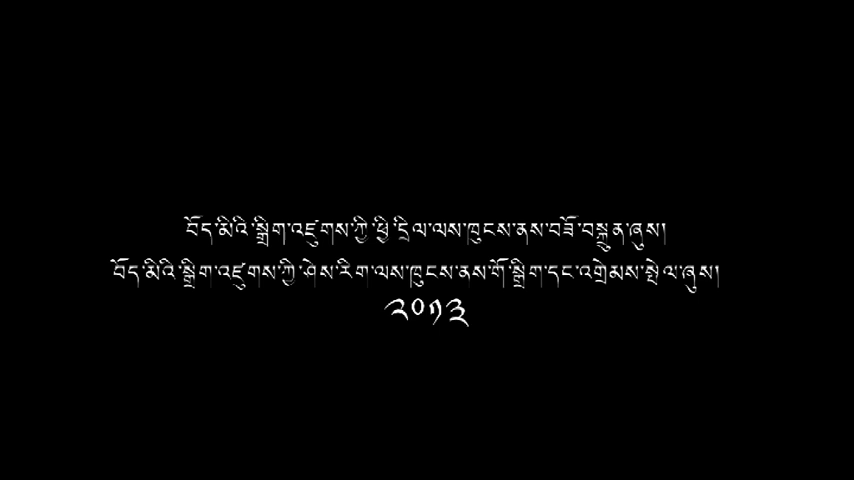 བོད་མིའི་སྒྲིག་འཛུགས་ཀྱི་ཕྱི་དྲིལ་ལས་ཁུངས་ནས་བཟོ་བསྐྲུན་ཞུས།
བོད་མིའི་སྒྲིག་འཛུགས་ཀྱི་ཤེས་རིག་ལས་ཁུངས་ནས་གོ་སྒྲིག་དང་འགྲེམས་སྤེལ་ཞུས།
༢༠༡༣